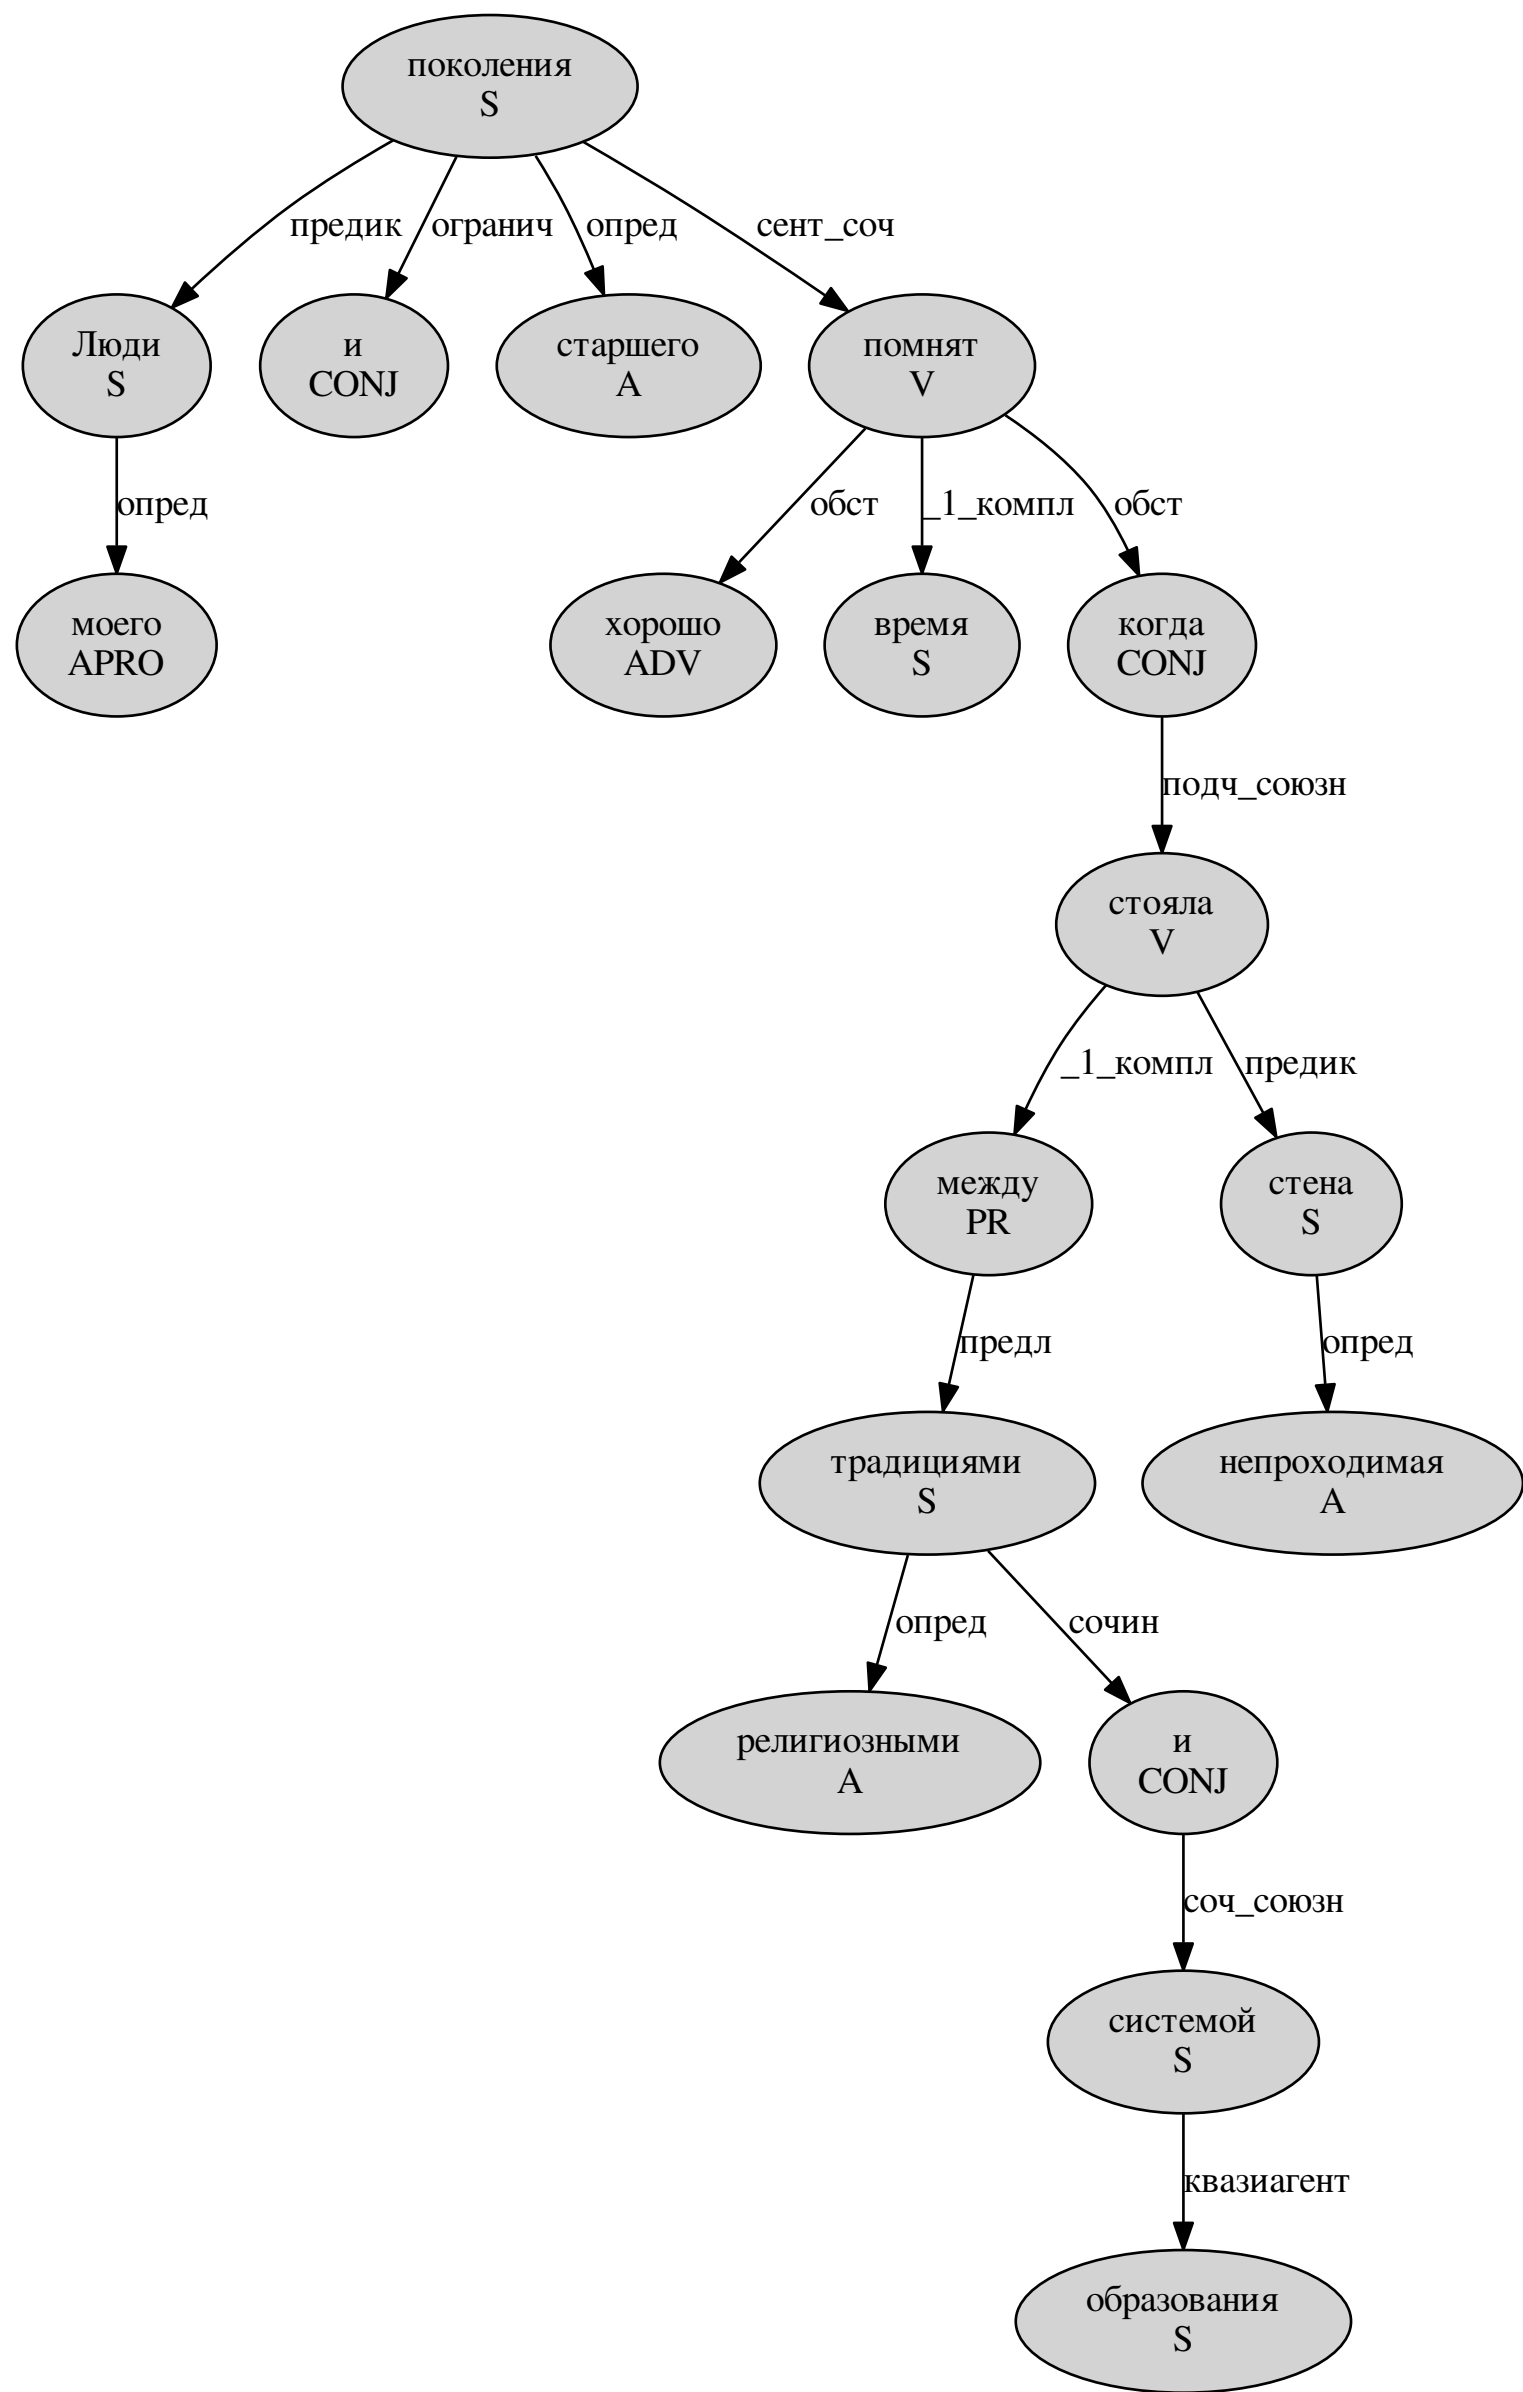 поколения
S
предик
огранич
опред
сент_соч
Люди
S
и
CONJ
старшего
A
помнят
V
опред
обст
_1_компл
обст
моего
APRO
хорошо
ADV
время
S
когда
CONJ
подч_союзн
стояла
V
_1_компл
предик
между
PR
стена
S
предл
опред
традициями
S
непроходимая
A
опред
сочин
религиозными
A
и
CONJ
соч_союзн
системой
S
квазиагент
образования
S